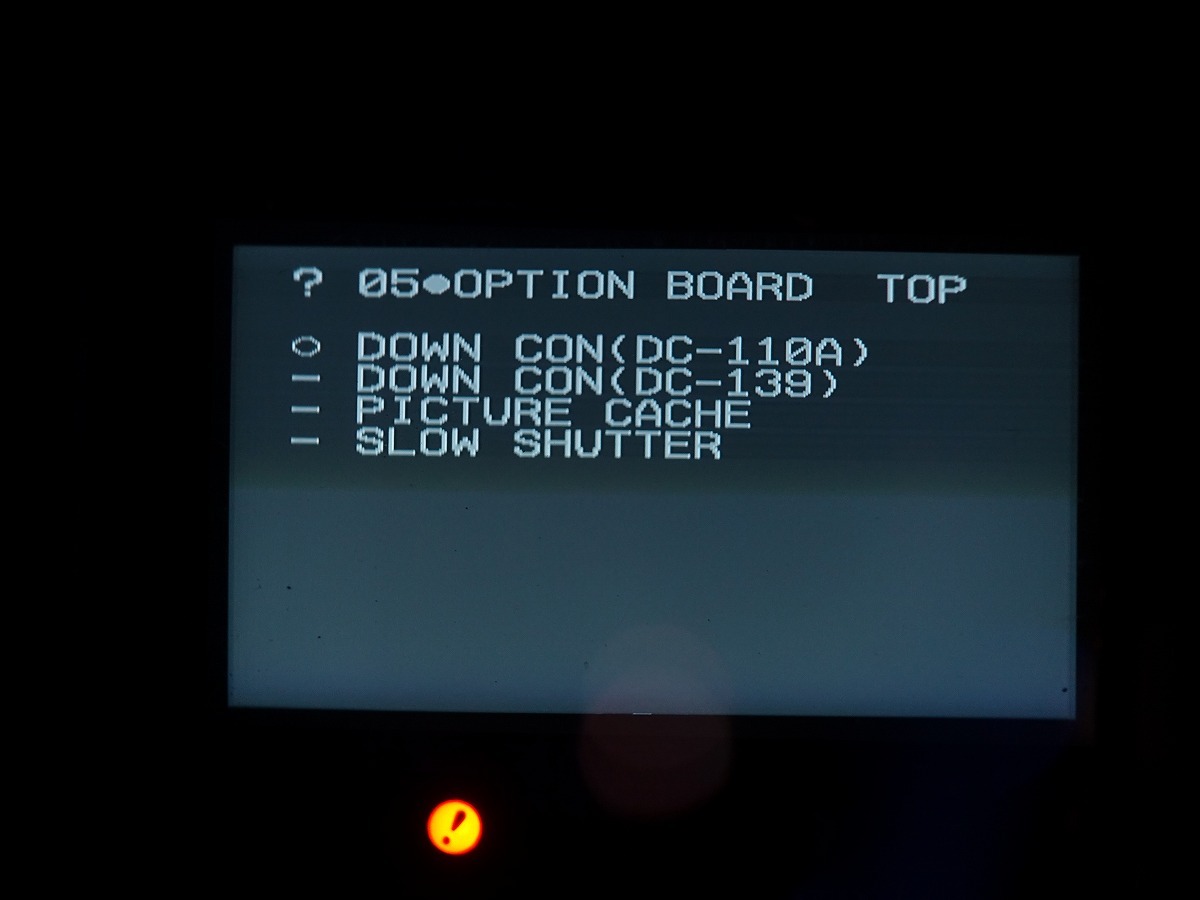 ? 05●OPTION BOARD TOP
○ DOWN CON(DC-110A)
– DOWN CON(DC-139)
– PICTURE CACHE
– SLOW SHUTTER
!